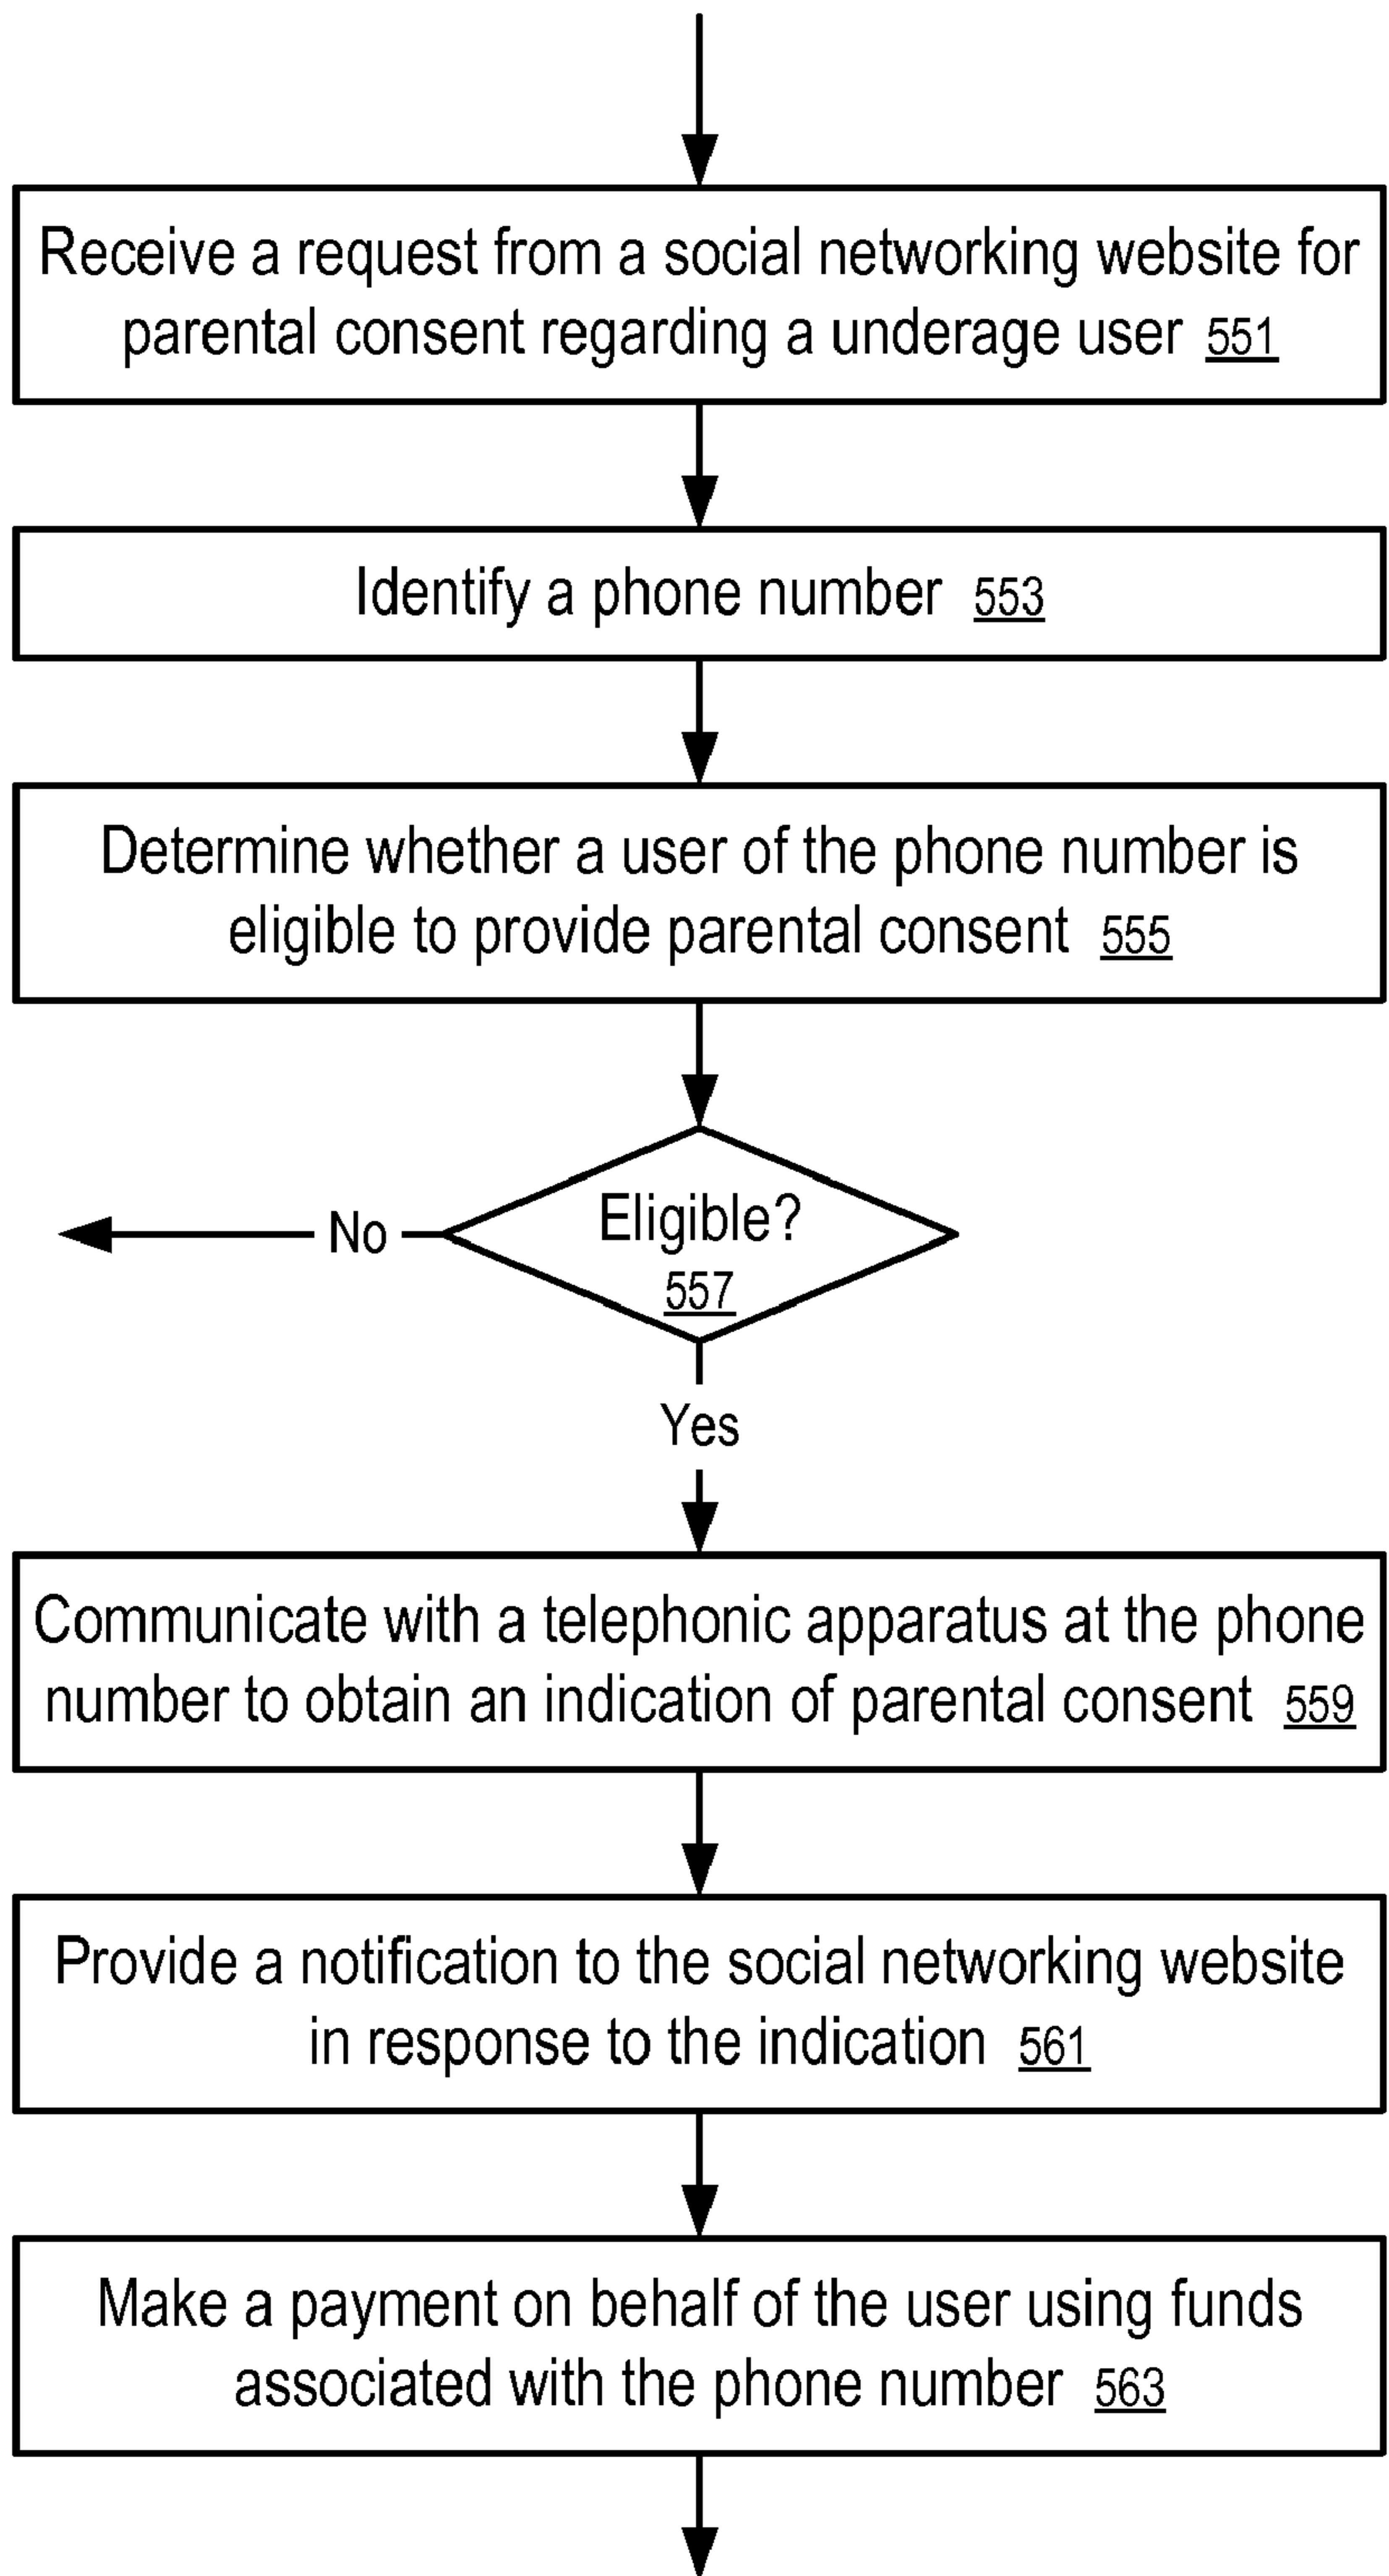 Receive a request from a social networking website for
parental consent regarding a underage user 551
Identify a phone number 553
Determine whether a user of the phone number is
eligible to provide parental consent 555
Eligible?
557
No
Yes
Communicate with a telephonic apparatus at the phone
number to obtain an indication of parental consent 559
Provide a notification to the social networking website
in response to the indication 561
Make a payment on behalf of the user using funds
associated with the phone number 563